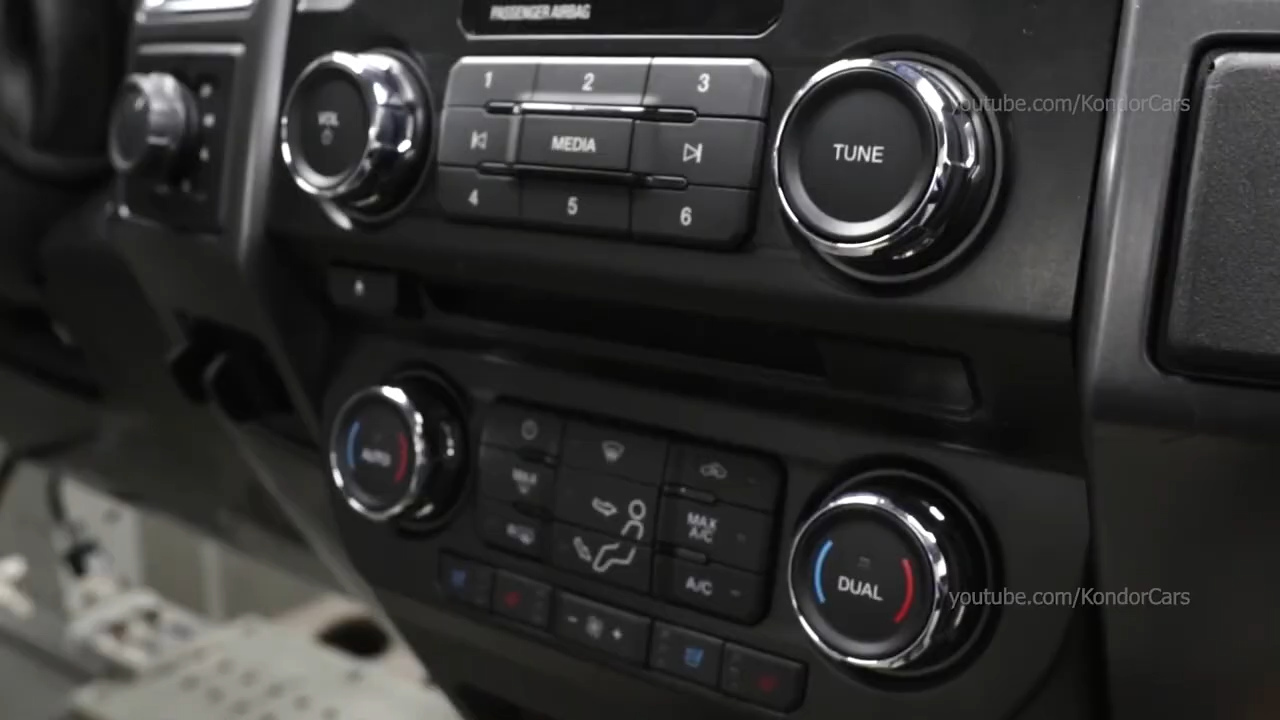 PASSENGER AIRBAG
1 2 3
VOL
MEDIA
TUNE
youtube.com/KondorCars
4 5 6
AUTO
MAX
MAX
A/C
A/C
DUAL
youtube.com/KondorCars
- +